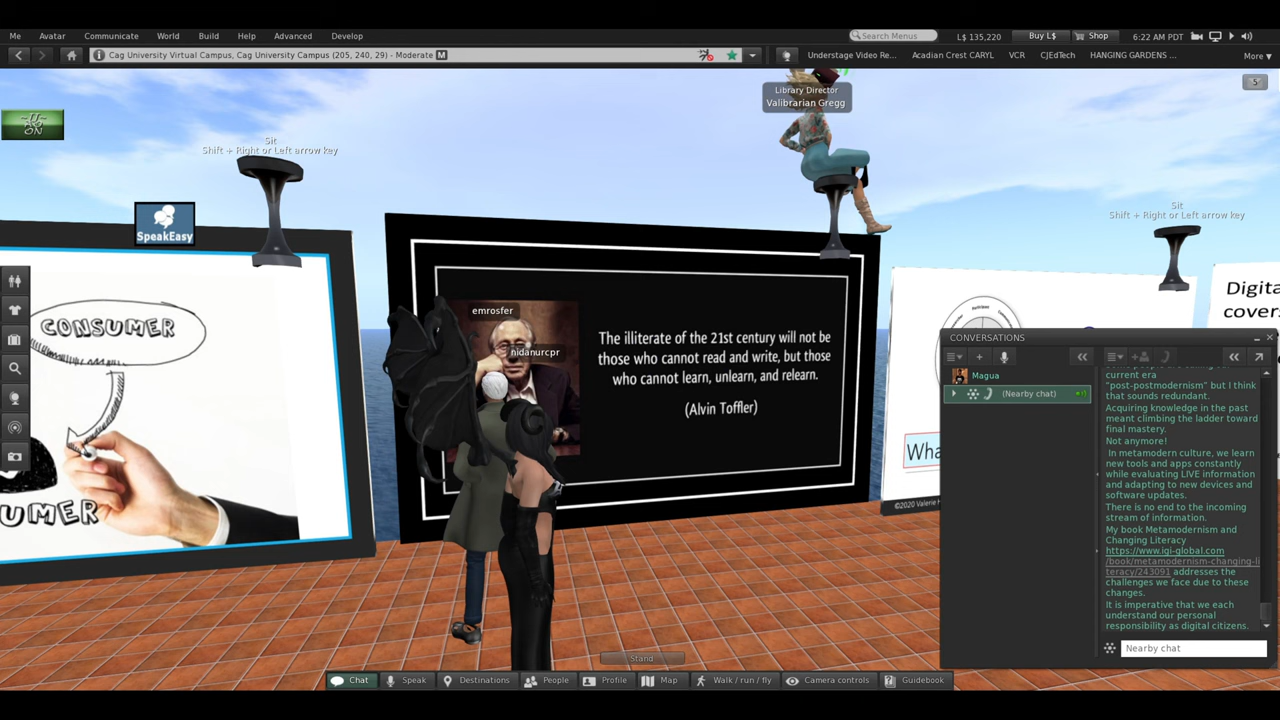 Me Avatar Communicate World Build Help Advanced Develop
Search Menus
L$ 135,220
Buy L$
Shop
6:22 AM PDT
Cag University Virtual Campus, Cag University Campus (205, 240, 29) - Moderate M
Understage Video Re... Acadian Crest CARYL VCR CJEdTech HANGING GARDENS ... More
Library Director
Valibrarian Gregg
ON
Sit
Shift + Right or Left arrow key
SpeakEasy
Sit
Shift + Right or Left arrow key
CONSUMER
UMER
emrosfer
nidanurcpr
The illiterate of the 21st century will not be
those who cannot read and write, but those
who cannot learn, unlearn, and relearn.
(Alvin Toffler)
Digita
covers
Wha
©2020 Valerie
CONVERSATIONS
Magua
(Nearby chat)
current era
“post-postmodernism” but I think
that sounds redundant.
Acquiring knowledge in the past
meant climbing the ladder toward
final mastery.
Not anymore!
In metamodern culture, we learn
new tools and apps constantly
while evaluating LIVE information
and adapting to new devices and
software updates.
There is no end to the incoming
stream of information.
My book Metamodernism and
Changing Literacy
https://www.igi-global.com
/book/metamodernism-changing-li
teracy/243091 addresses the
challenges we face due to these
changes.
It is imperative that we each
understand our personal
responsibility as digital citizens.
Nearby chat
Stand
Chat Speak Destinations People Profile Map Walk / run / fly Camera controls Guidebook